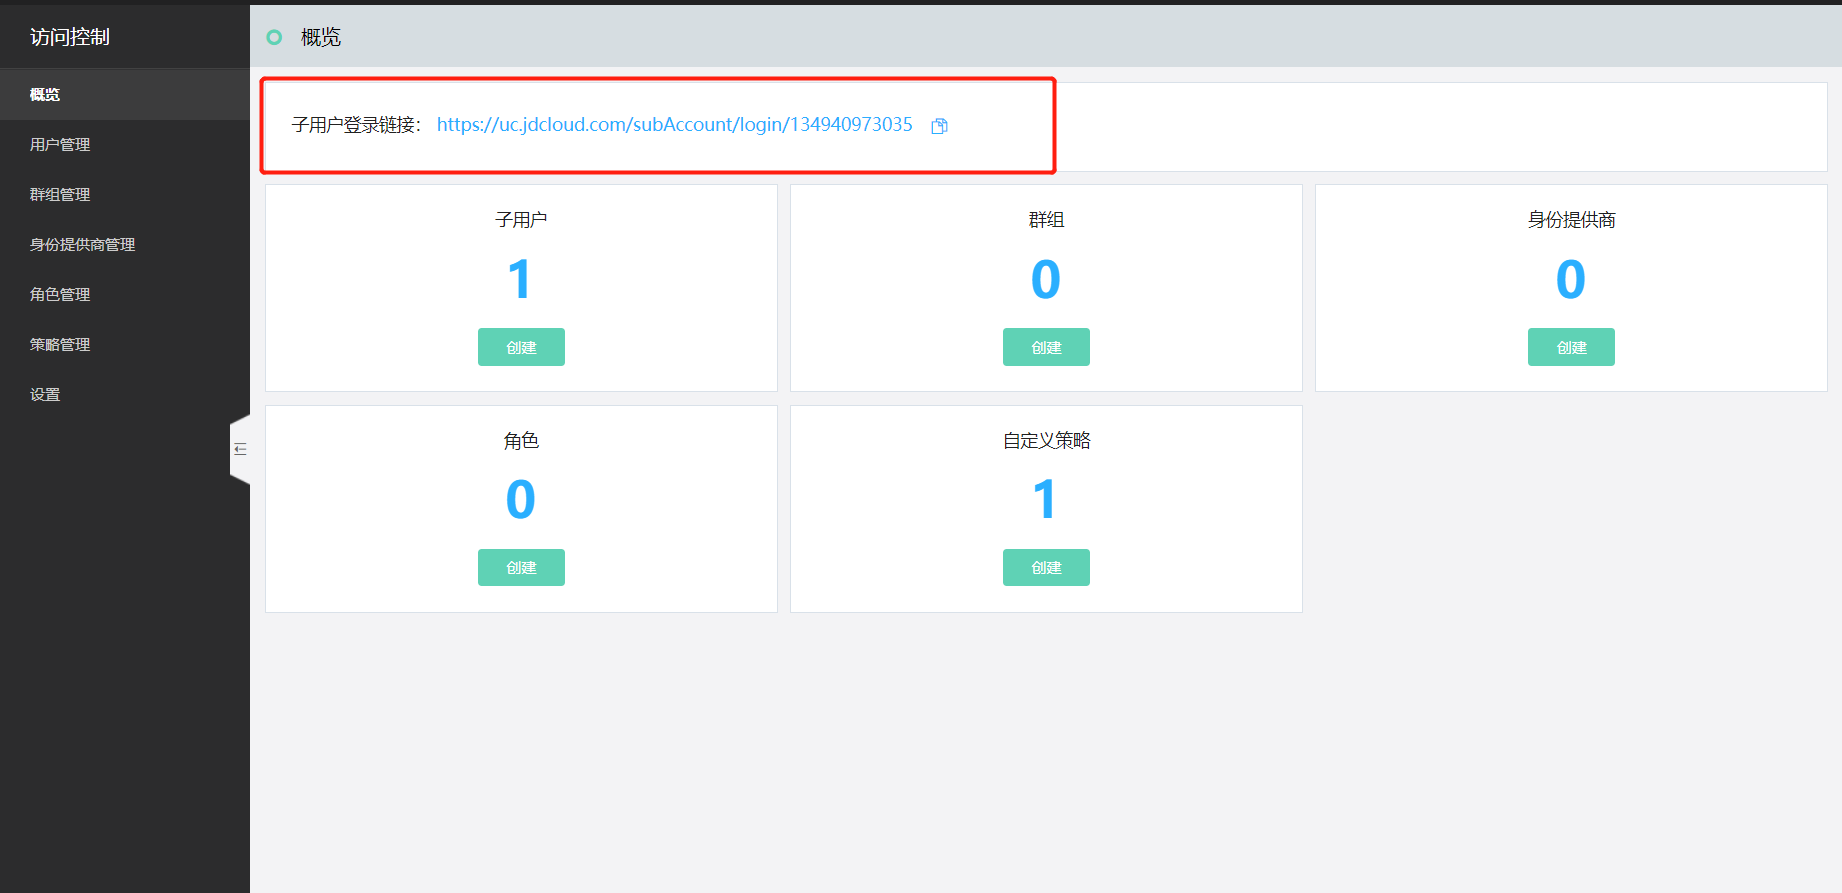 访问控制
概览
用户管理
群组管理
身份提供商管理
角色管理
策略管理
设置
概览
子用户登录链接： https://uc.jdcloud.com/subAccount/login/134940973035
子用户
1
创建
群组
0
创建
身份提供商
0
创建
角色
0
创建
自定义策略
1
创建